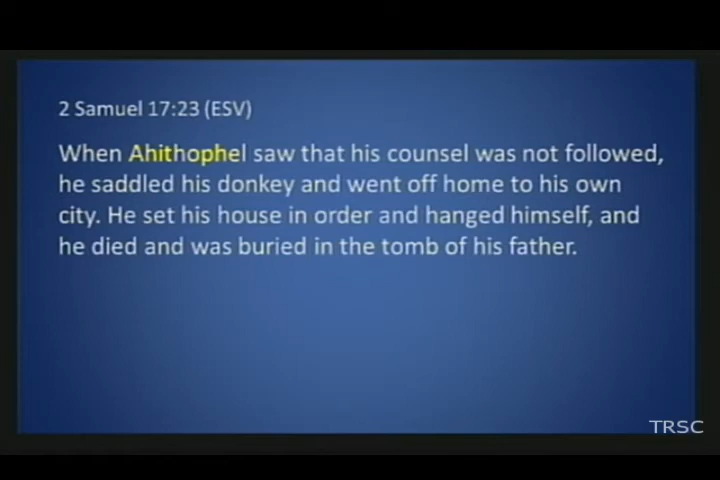 2 Samuel 17:23 (ESV)
When Ahithophel saw that his counsel was not followed,
he saddled his donkey and went off home to his own
city. He set his house in order and hanged himself, and
he died and was buried in the tomb of his father.
TRSC